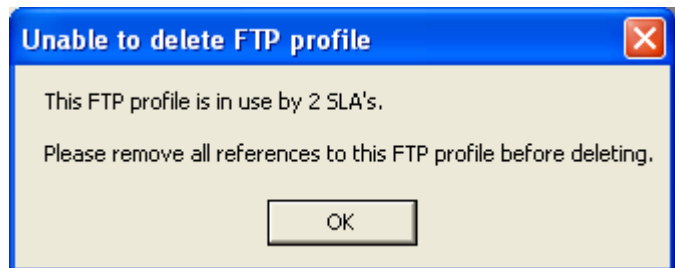 Unable to delete FTP profile
This FTP profile is in use by 2 SLA's.
Please remove all references to this FTP profile before deleting.
OK